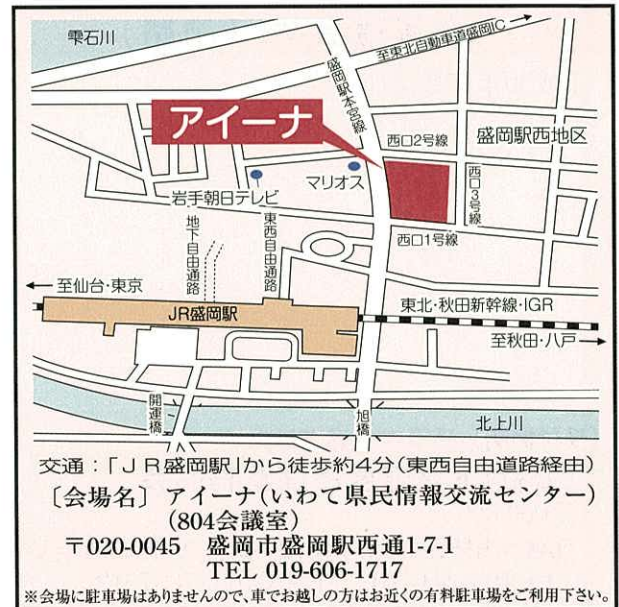 雫石川
至東北自動車道盛岡IC
盛岡駅本宮線
アイーナ
西口2号線
盛岡駅西地区
マリオス
岩手朝日テレビ
西口3号線
地下自由通路
東西自由通路
西口1号線
至仙台・東京
JR盛岡駅
東北・秋田新幹線・IGR
至秋田・八戸
開運橋
旭橋
北上川
交通：「JR盛岡駅」から徒歩約4分(東西自由道路経由)
〔会場名〕アイーナ(いわて県民情報交流センター)
(804会議室)
〒020-0045　盛岡市盛岡駅西通1-7-1
TEL 019-606-1717
※会場に駐車場はありませんので、車でお越しの方はお近くの有料駐車場をご利用下さい。